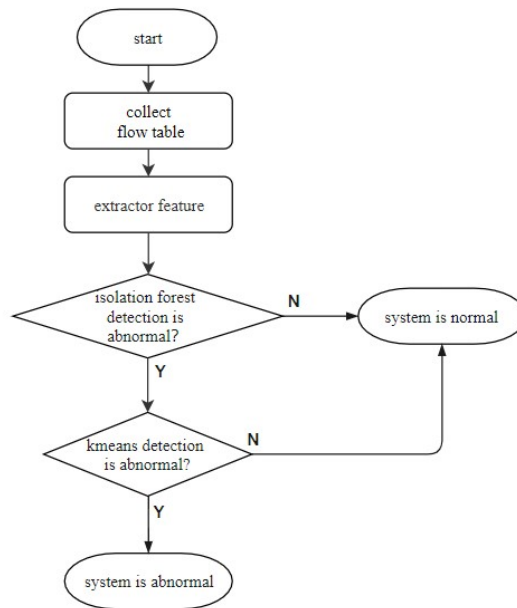 start
collect
flow table
extractor feature
isolation forest
detection is
abnormal?
N
system is normal
Y
kmeans detection
is abnormal?
N
Y
system is abnormal